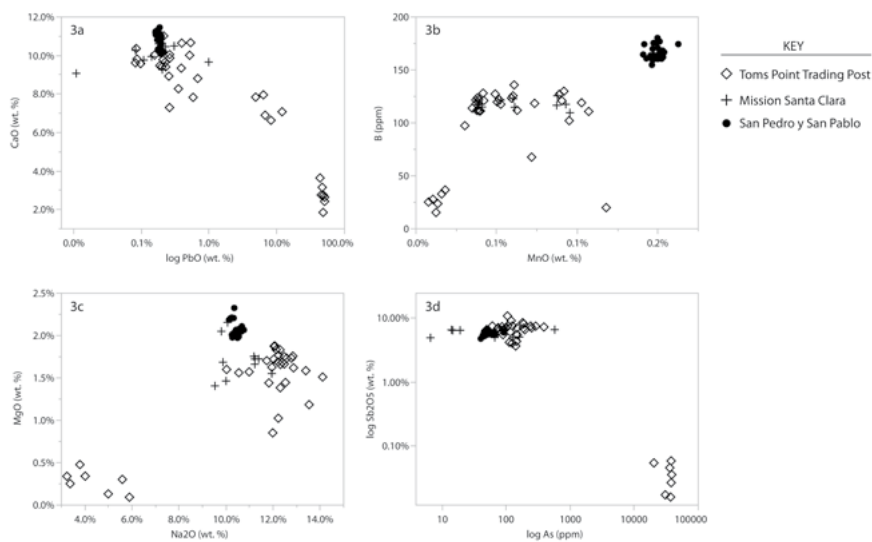 3a
12.0%
10.0%
8.0%
6.0%
4.0%
2.0%
CaO (wt. %)
0.0% 0.1% 1.0% 10.0% 100.0%
log PbO (wt. %)
3b
200
150
100
50
0
B (ppm)
0.0% 0.1% 0.1% 0.2%
MnO (wt. %)
KEY
Toms Point Trading Post
Mission Santa Clara
San Pedro y San Pablo
3c
2.5%
2.0%
1.5%
1.0%
0.5%
0.0%
MgO (wt. %)
4.0% 6.0% 8.0% 10.0% 12.0% 14.0%
Na2O (wt. %)
3d
10.00%
1.00%
0.10%
log Sb2O5 (wt. %)
10 100 1000 10000 100000
log As (ppm)